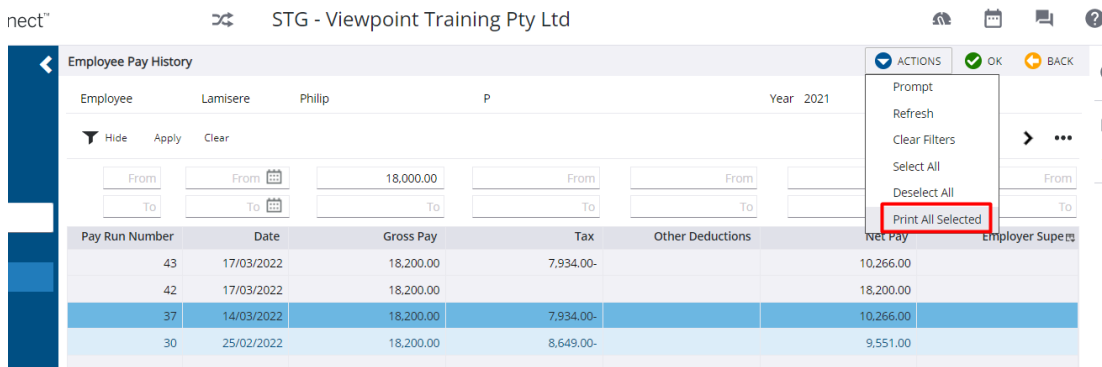 nect™ STG - Viewpoint Training Pty Ltd
Employee Pay History ACTIONS OK BACK
Prompt
Employee Lamisere Philip P Year 2021
Refresh
Hide Apply Clear Clear Filters
Select All
From From 18,000.00 From From From
Deselect All
To To To To To To
Print All Selected
Pay Run Number Date Gross Pay Tax Other Deductions Net Pay Employer Supe
43 17/03/2022 18,200.00 7,934.00- 10,266.00
42 17/03/2022 18,200.00 18,200.00
37 14/03/2022 18,200.00 7,934.00- 10,266.00
30 25/02/2022 18,200.00 8,649.00- 9,551.00